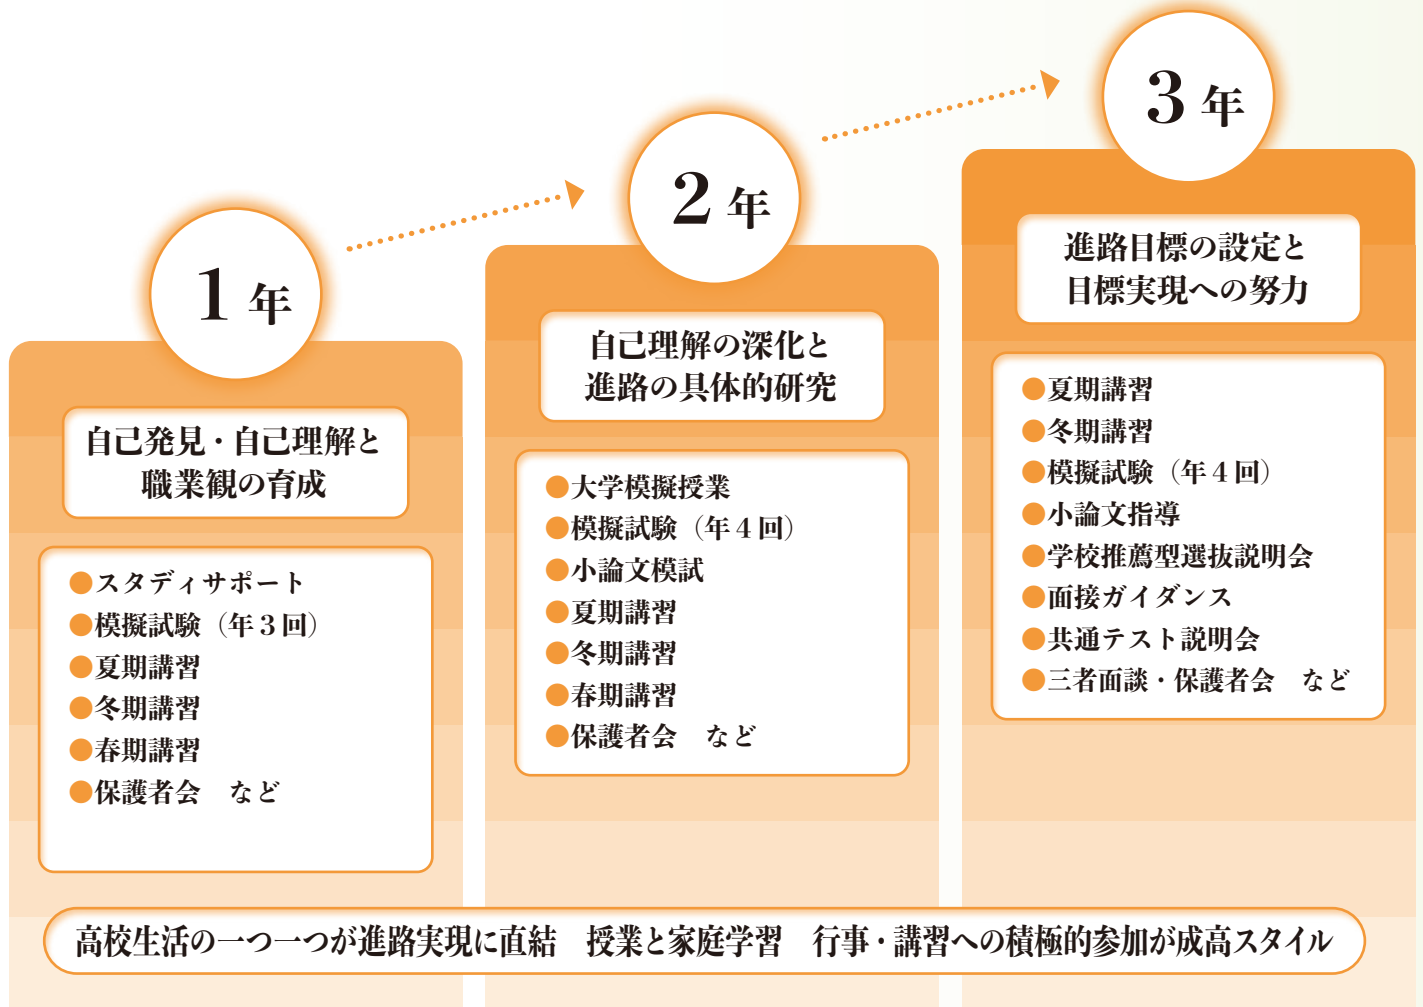 1年
自己発見・自己理解と
職業観の育成
●スタディサポート
●模擬試験（年３回）
●夏期講習
●冬期講習
●春期講習
●保護者会　など
2年
自己理解の深化と
進路の具体的研究
●大学模擬授業
●模擬試験（年４回）
●小論文模試
●夏期講習
●冬期講習
●春期講習
●保護者会　など
3年
進路目標の設定と
目標実現への努力
●夏期講習
●冬期講習
●模擬試験（年４回）
●小論文指導
●学校推薦型選抜説明会
●面接ガイダンス
●共通テスト説明会
●三者面談・保護者会　など
高校生活の一つ一つが進路実現に直結　授業と家庭学習　行事・講習への積極的参加が成高スタイル